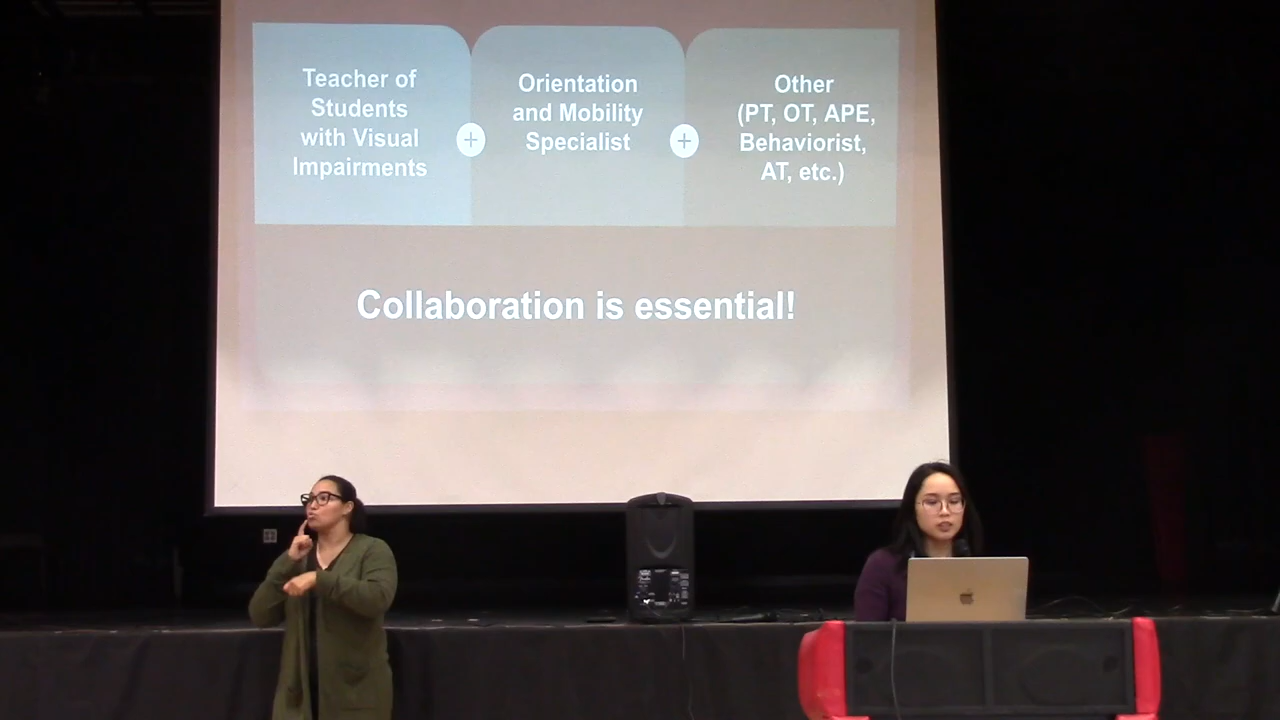 Teacher of
Students
with Visual
Impairments
Orientation
and Mobility
Specialist
Other
(PT, OT, APE,
Behaviorist,
AT, etc.)
Collaboration is essential!